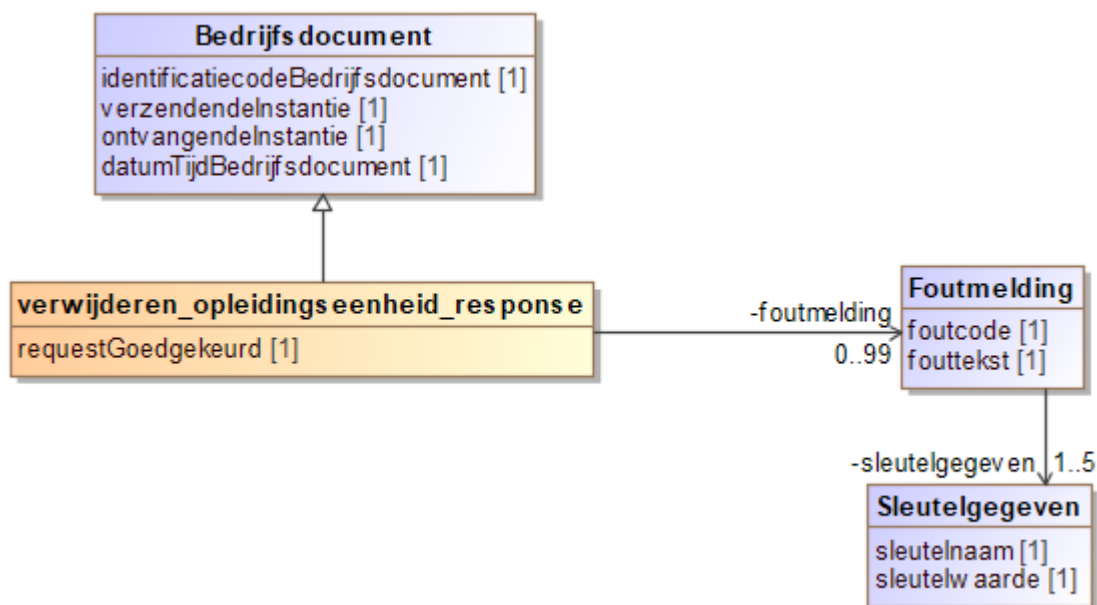 Bedrijfsdocument
identificatiecodeBedrijfsdocument [1]
verzendendeInstantie [1]
ontvangendeInstantie [1]
datumTijdBedrijfsdocument [1]
verwijderen_opleidingseenheid_response
requestGoedgekeurd [1]
-foutmelding
0..99
Foutmelding
foutcode [1]
fouttekst [1]
-sleutelgegeven 1..5
Sleutelgegeven
sleutelnaam [1]
sleutelwaarde [1]